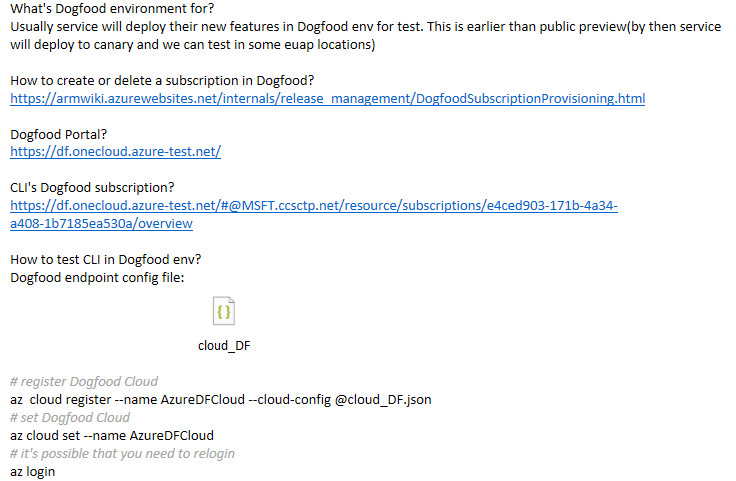 What's Dogfood environment for?
Usually service will deploy their new features in Dogfood env for test. This is earlier than public preview(by then service
will deploy to canary and we can test in some euap locations)
How to create or delete a subscription in Dogfood?
https://armwiki.azurewebsites.net/internals/release_management/DogfoodSubscriptionProvisioning.html
Dogfood Portal?
https://df.onecloud.azure-test.net/
CLI's Dogfood subscription?
https://df.onecloud.azure-test.net/#@MSFT.ccsctp.net/resource/subscriptions/e4ced903-171b-4a34-
a408-1b7185ea530a/overview
How to test CLI in Dogfood env?
Dogfood endpoint config file:
{}
cloud_DF
# register Dogfood Cloud
az  cloud register --name AzureDFCloud --cloud-config @cloud_DF.json
# set Dogfood Cloud
az cloud set --name AzureDFCloud
# it's possible that you need to relogin
az login